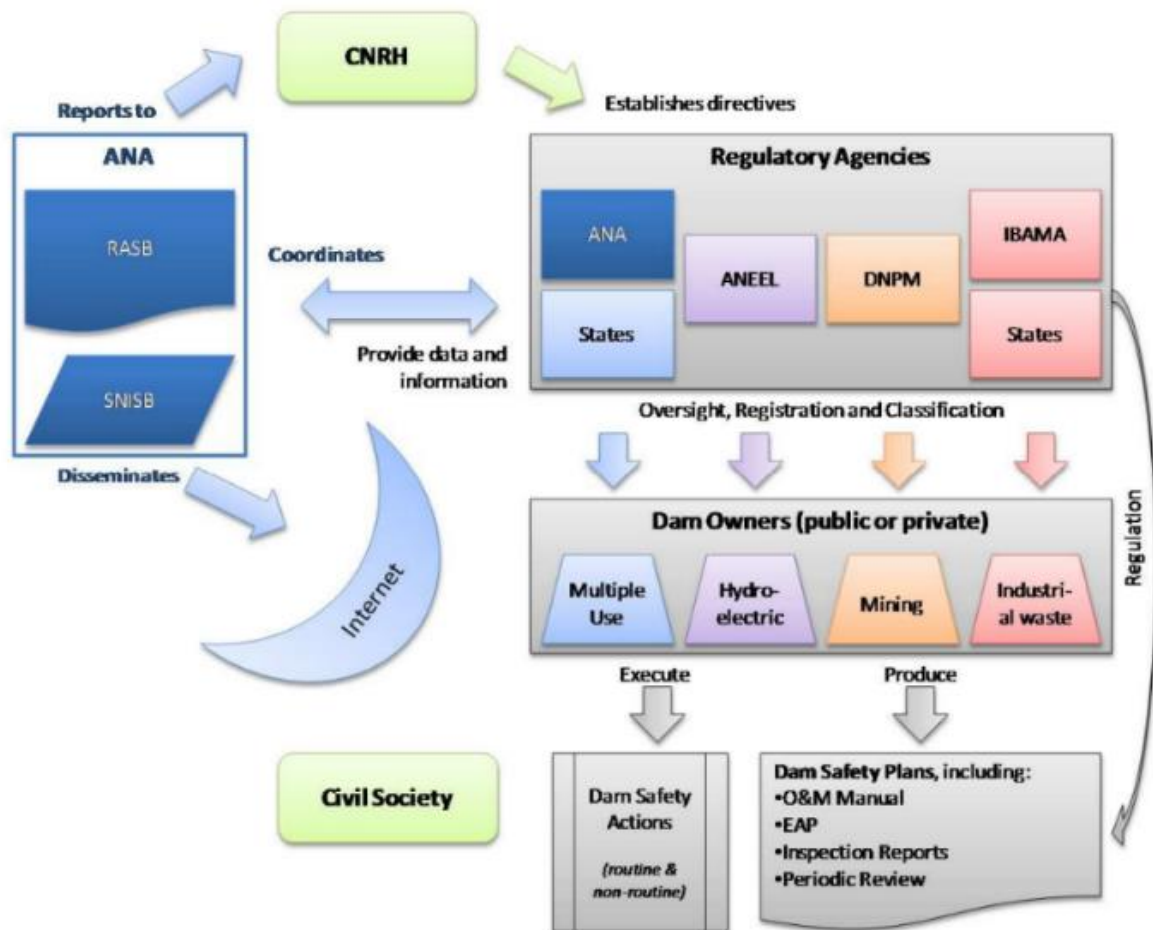 CNRH
Reports to
Establishes directives
ANA
RASB
SNISB
Coordinates
Provide data and
information
Regulatory Agencies
ANA
IBAMA
ANEEL
DNPM
States
States
Oversight, Registration and Classification
Disseminates
Internet
Regulation
Dam Owners (public or private)
Multiple
Use
Hydro-
electric
Mining
Industri-
al waste
Execute
Produce
Civil Society
Dam Safety
Actions
(routine &
non-routine)
Dam Safety Plans, including:
•O&M Manual
•EAP
•Inspection Reports
•Periodic Review